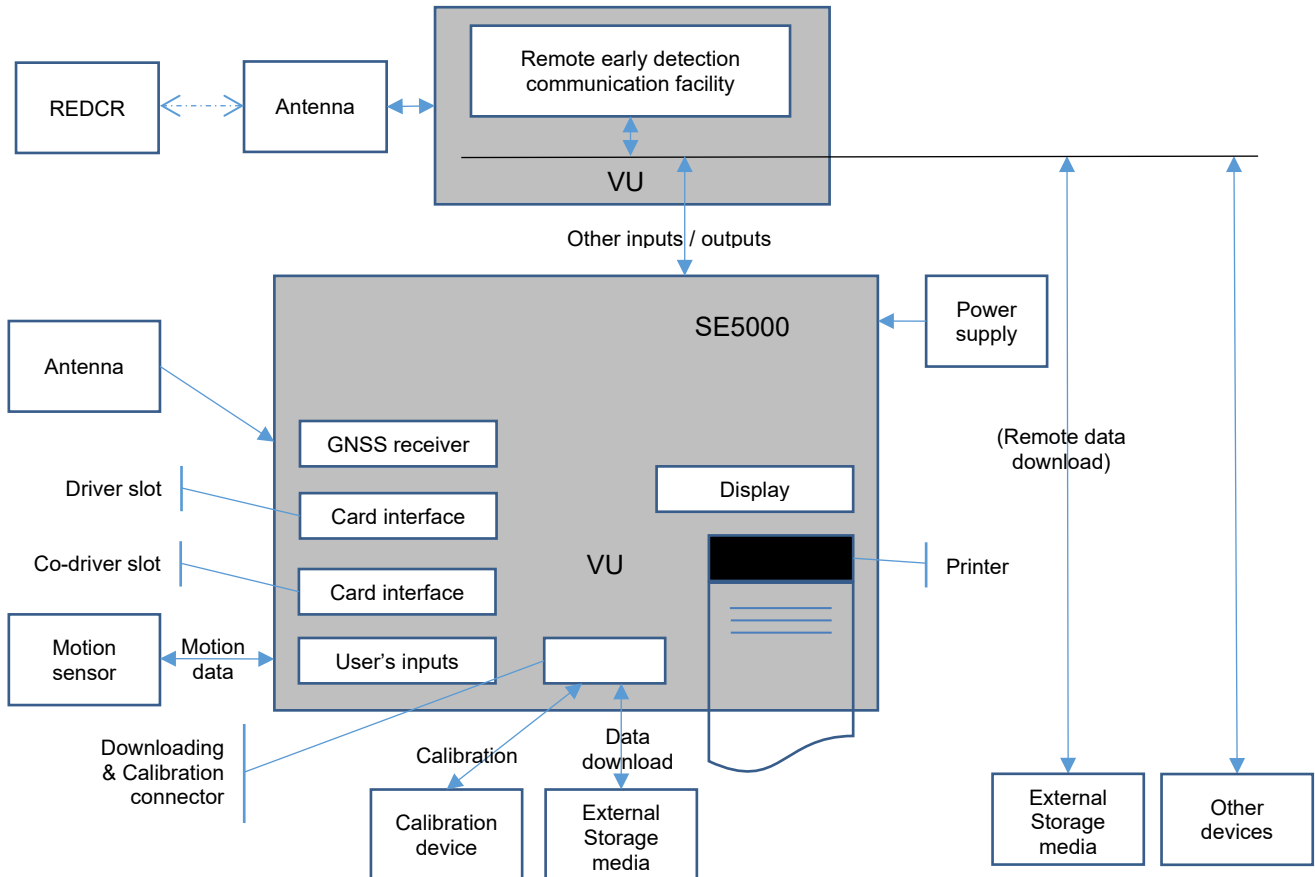 Remote early detection
communication facility
REDCR
Antenna
VU
Other inputs / outputs
SE5000
Power
supply
Antenna
GNSS receiver
(Remote data
download)
Driver slot
Display
Card interface
Co-driver slot
VU
Printer
Card interface
Motion
sensor
Motion
data
User's inputs
Downloading
& Calibration
connector
Calibration
Data
download
Calibration
device
External
Storage
media
External
Storage
media
Other
devices